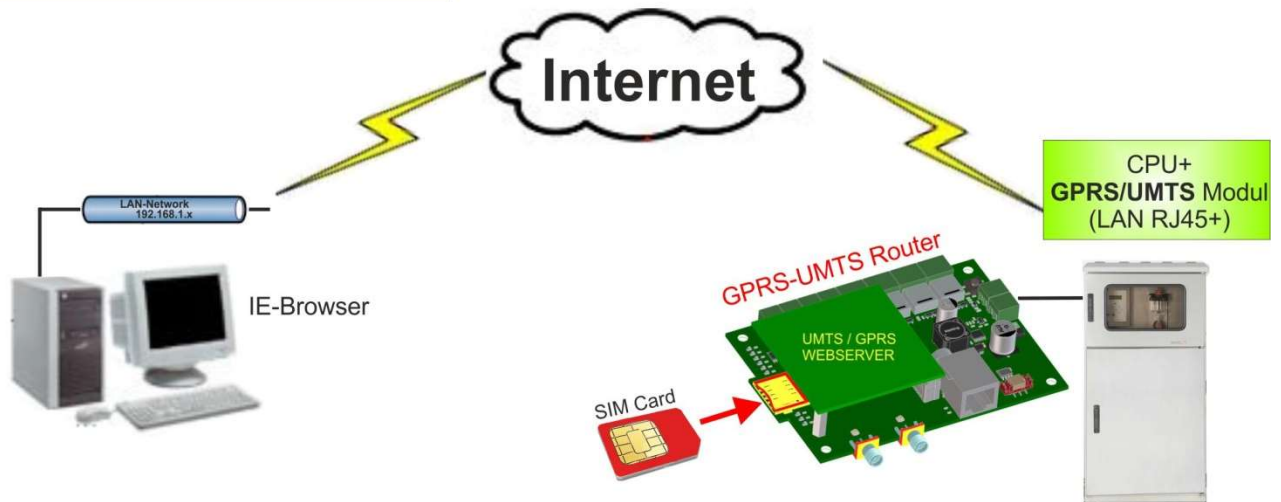 Internet
LAN-Network
192.168.1.x
IE-Browser
CPU+
GPRS/UMTS Modul
(LAN RJ45+)
GPRS-UMTS Router
UMTS / GPRS
WEBSERVER
SIM Card